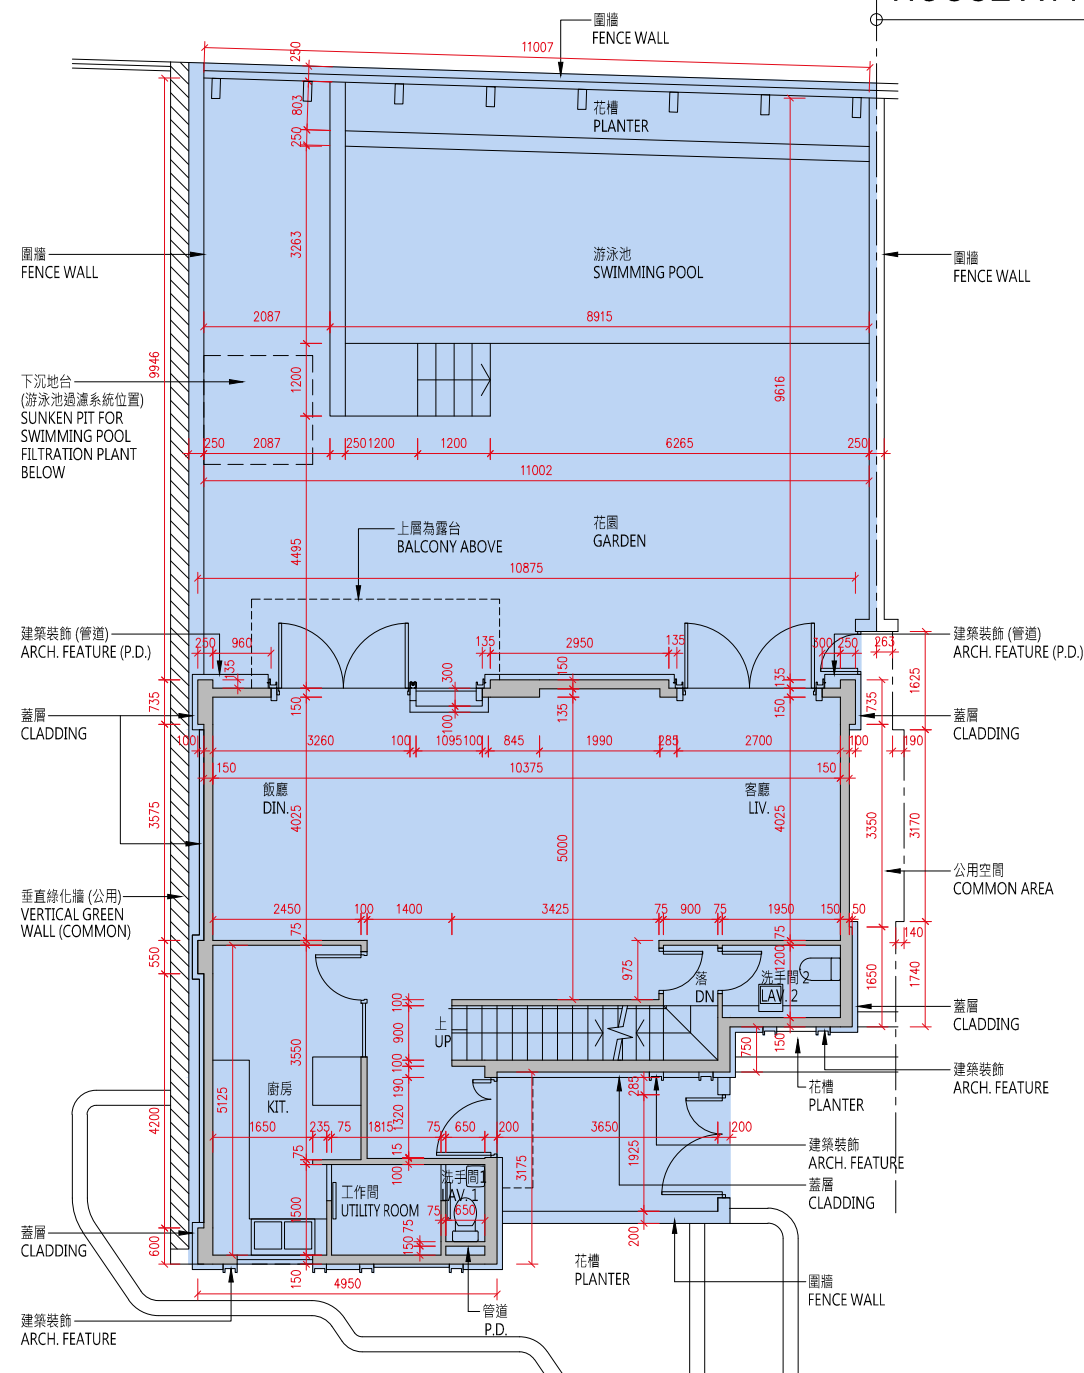 圍牆
FENCE WALL
11007
250
803
250
花槽
PLANTER
3263
游泳池
SWIMMING POOL
圍牆
FENCE WALL
圍牆
FENCE WALL
2087
8915
9946
1200
9616
下沉地台
(游泳池過濾系統位置)
SUNKEN PIT FOR
SWIMMING POOL
FILTRATION PLANT
BELOW
250
2087
250
1200
1200
6265
250
11002
上層為露台
BALCONY ABOVE
花園
GARDEN
4495
10875
建築裝飾 (管道)
ARCH. FEATURE (P.D.)
250
960
135
2950
135
300
250
263
建築裝飾 (管道)
ARCH. FEATURE (P.D.)
135
300
150
135
1625
735
150
100
135
150
735
蓋層
CLADDING
蓋層
CLADDING
100
3260
100
1095
100
845
1990
285
2700
100
190
150
10375
150
飯廳
DIN.
客廳
LIV.
3575
4025
5000
4025
3350
3170
公用空間
COMMON AREA
垂直綠化牆 (公用)
VERTICAL GREEN
WALL (COMMON)
2450
100
1400
3425
75
900
75
1950
150
50
75
75
140
550
975
1200
1650
1740
落
DN
洗手間 2
LAV. 2
蓋層
CLADDING
100
上
UP
900
3550
100
150
750
建築裝飾
ARCH. FEATURE
廚房
KIT.
5125
190
285
花槽
PLANTER
4200
1320
1650
235
75
1815
75
650
200
3650
200
建築裝飾
ARCH. FEATURE
75
15
100
3175
1925
蓋層
CLADDING
工作間
UTILITY ROOM
洗手間1
LAV. 1
1500
75
650
75
150
200
蓋層
CLADDING
600
150
4950
花槽
PLANTER
圍牆
FENCE WALL
管道
P.D.
建築裝飾
ARCH. FEATURE